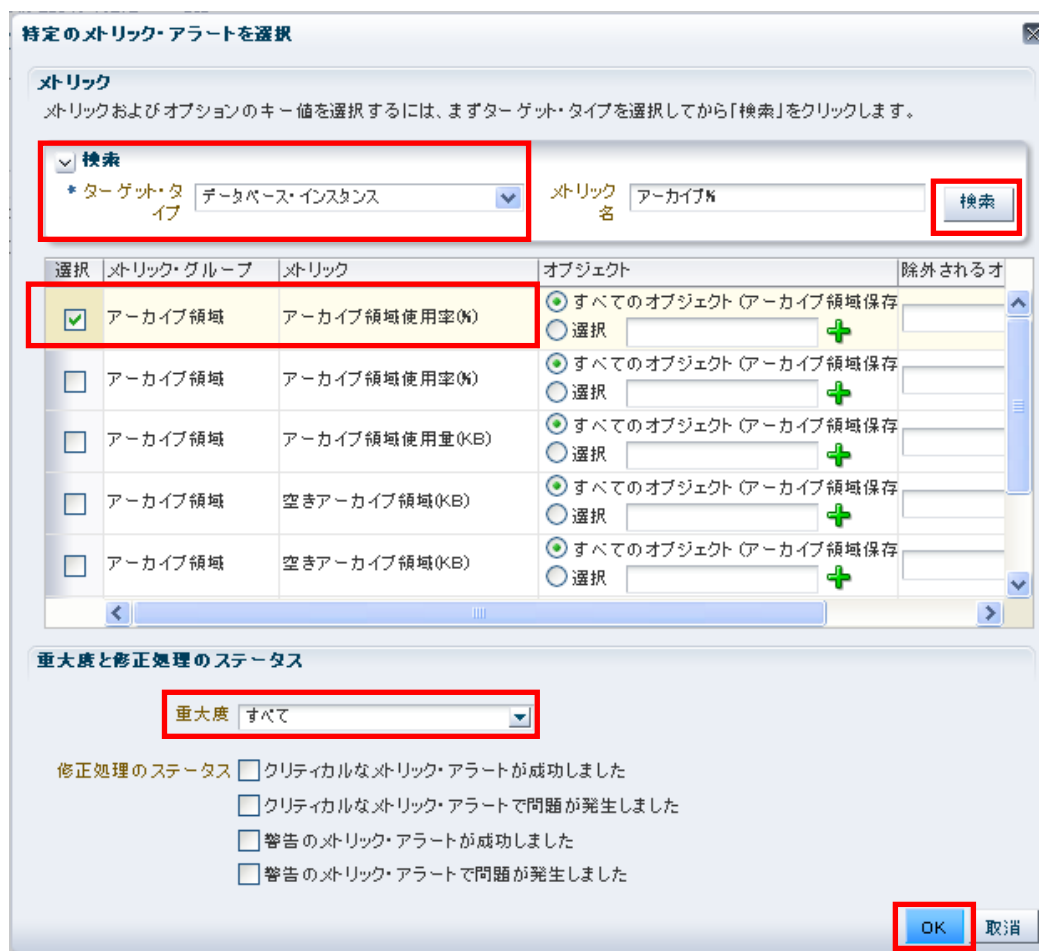 特定のメトリック・アラートを選択
メトリック
メトリックおよびオプションのキー値を選択するには、まずターゲット・タイプを選択してから「検索」をクリックします。
検索
* ターゲット・タ
イプ
データベース・インスタンス
メトリック
名
アーカイブ%
検索
選択 メトリック・グループ メトリック オブジェクト 除外されるオ
アーカイブ領域 アーカイブ領域使用率(%)
すべてのオブジェクト (アーカイブ領域保存
選択
アーカイブ領域 アーカイブ領域使用率(%)
すべてのオブジェクト (アーカイブ領域保存
選択
アーカイブ領域 アーカイブ領域使用量(KB)
すべてのオブジェクト (アーカイブ領域保存
選択
アーカイブ領域 空きアーカイブ領域(KB)
すべてのオブジェクト (アーカイブ領域保存
選択
アーカイブ領域 空きアーカイブ領域(KB)
すべてのオブジェクト (アーカイブ領域保存
選択
重大度と修正処理のステータス
重大度 すべて
修正処理のステータス クリティカルなメトリック・アラートが成功しました
クリティカルなメトリック・アラートで問題が発生しました
警告のメトリック・アラートが成功しました
警告のメトリック・アラートで問題が発生しました
OK 取消